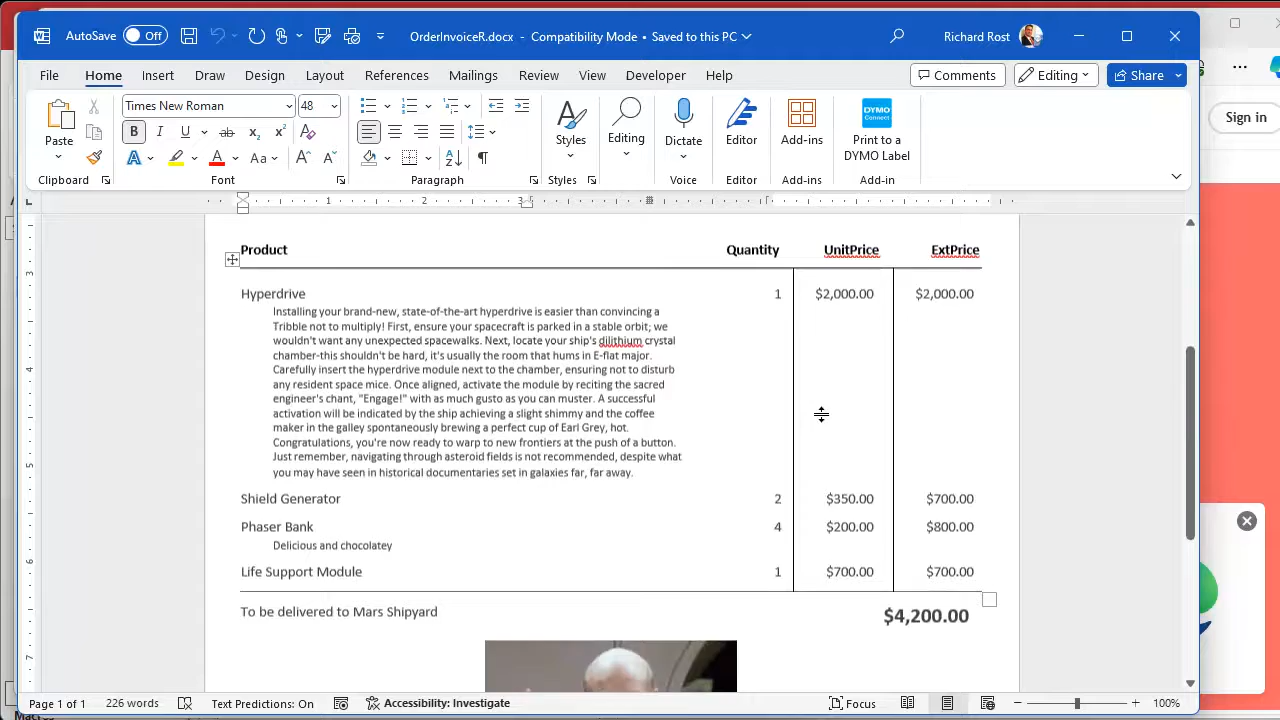 AutoSave Off OrderInvoiceR.docx - Compatibility Mode • Saved to this PC Richard Rost
File Home Insert Draw Design Layout References Mailings Review View Developer Help Comments Editing Share
Sign in
Times New Roman 48
Paste
B I U ab x₂ x²
A A Aa A A
Styles Editing Dictate Editor Add-ins Print to a DYMO Label
DYMO Connect
Clipboard Font Paragraph Styles Voice Editor Add-ins Add-in
1 2 3
Product Quantity UnitPrice ExtPrice
Hyperdrive 1 $2,000.00 $2,000.00
Installing your brand-new, state-of-the-art hyperdrive is easier than convincing a
Tribble not to multiply! First, ensure your spacecraft is parked in a stable orbit; we
wouldn't want any unexpected spacewalks. Next, locate your ship's dilithium crystal
chamber-this shouldn't be hard, it's usually the room that hums in E-flat major.
Carefully insert the hyperdrive module next to the chamber, ensuring not to disturb
any resident space mice. Once aligned, activate the module by reciting the sacred
engineer's chant, "Engage!" with as much gusto as you can muster. A successful
activation will be indicated by the ship achieving a slight shimmy and the coffee
maker in the galley spontaneously brewing a perfect cup of Earl Grey, hot.
Congratulations, you're now ready to warp to new frontiers at the push of a button.
Just remember, navigating through asteroid fields is not recommended, despite what
you may have seen in historical documentaries set in galaxies far, far away.
Shield Generator 2 $350.00 $700.00
Phaser Bank 4 $200.00 $800.00
Delicious and chocolatey
Life Support Module 1 $700.00 $700.00
To be delivered to Mars Shipyard $4,200.00
3
4
5
6
7
Page 1 of 1 226 words Text Predictions: On Accessibility: Investigate Focus 100%